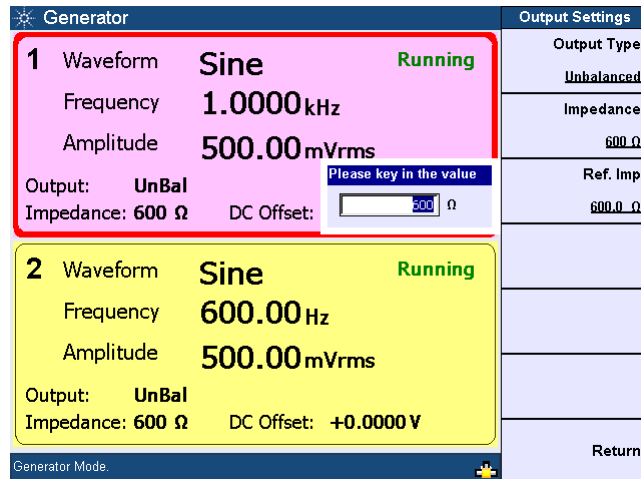 Generator
Output Settings
1 Waveform Sine Running
Frequency 1.0000 kHz
Amplitude 500.00 mVrms
Output: UnBal
Impedance: 600 Ω DC Offset:
Please key in the value
600 Ω
2 Waveform Sine Running
Frequency 600.00 Hz
Amplitude 500.00 mVrms
Output: UnBal
Impedance: 600 Ω DC Offset: +0.0000 V
Generator Mode.
Output Type
Unbalanced
Impedance
600 Ω
Ref. Imp
600.0 Ω
Return